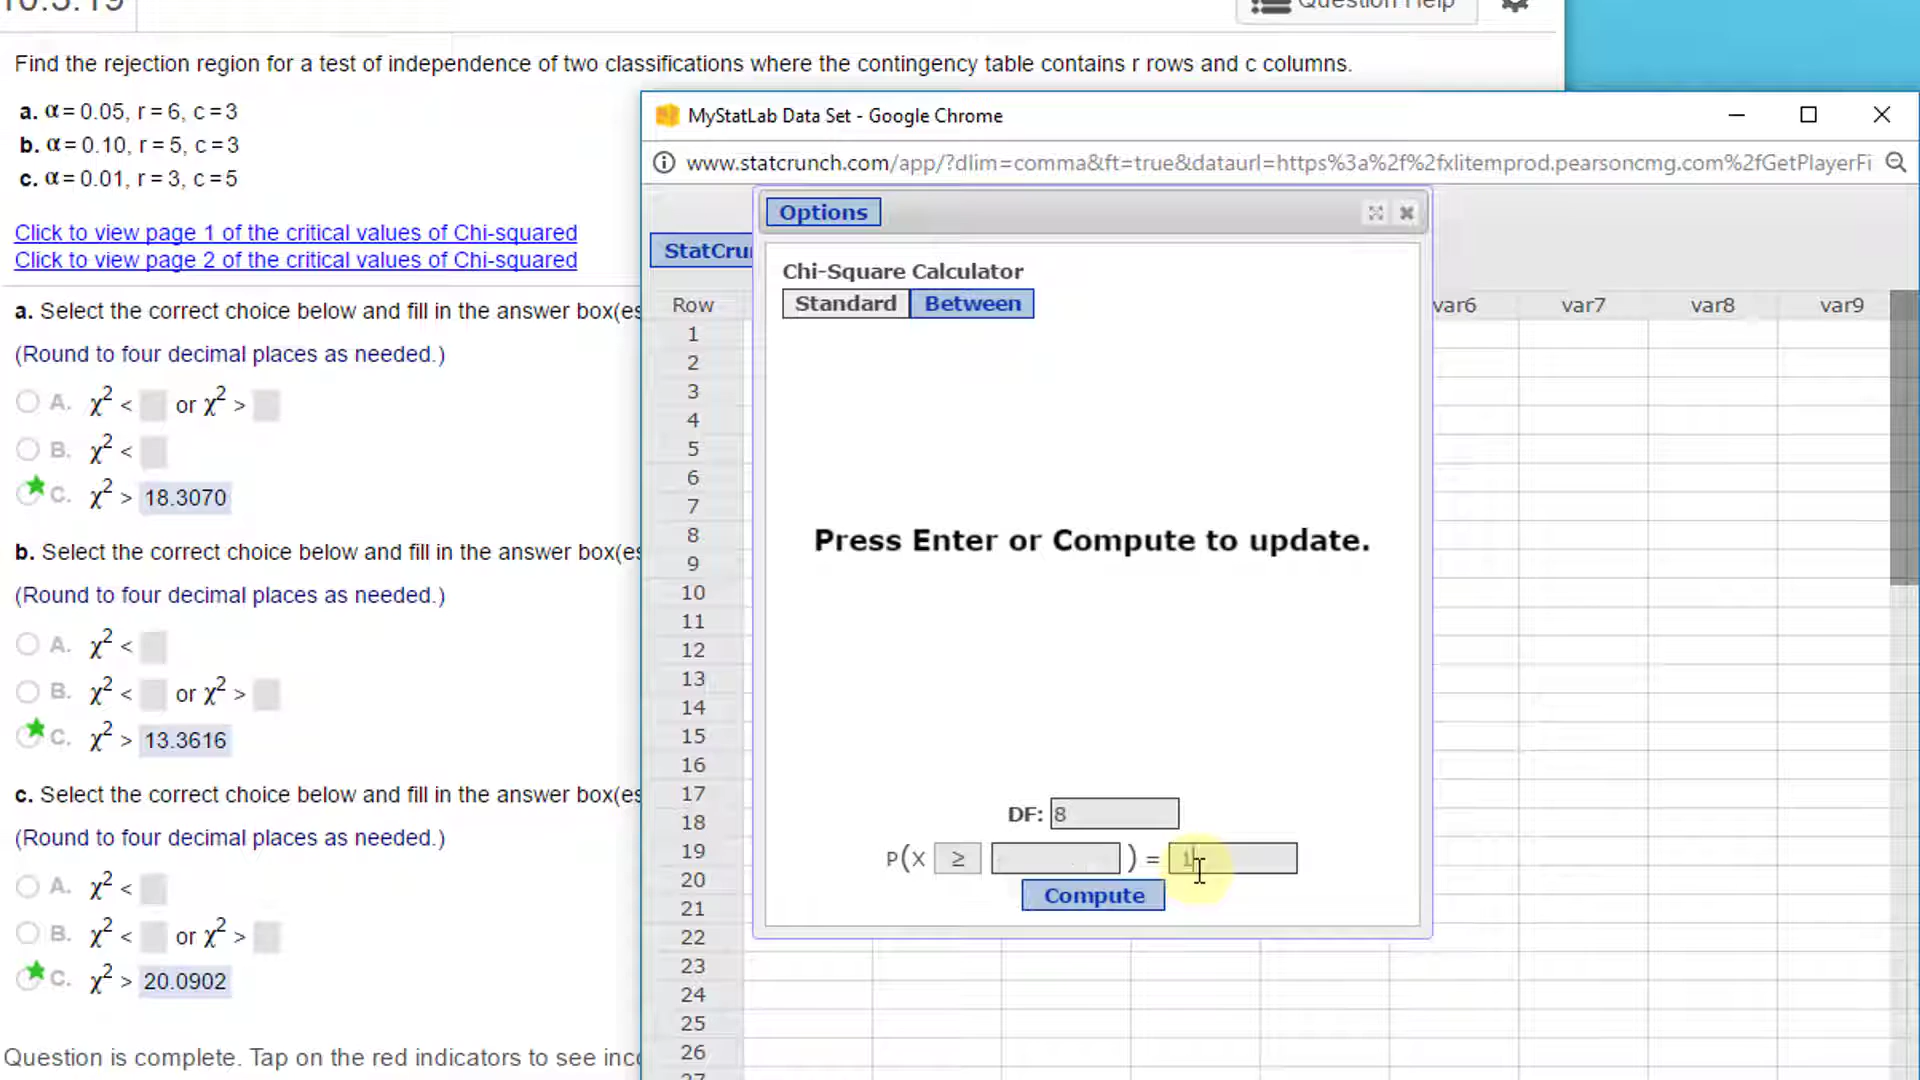 10.3.19
Question Help
Find the rejection region for a test of independence of two classifications where the contingency table contains r rows and c columns.
a. α = 0.05, r = 6, c = 3
b. α = 0.10, r = 5, c = 3
c. α = 0.01, r = 3, c = 5
Click to view page 1 of the critical values of Chi-squared
Click to view page 2 of the critical values of Chi-squared
a. Select the correct choice below and fill in the answer box(es
(Round to four decimal places as needed.)
A. χ² < or χ² >
B. χ² <
C. χ² > 18.3070
b. Select the correct choice below and fill in the answer box(es
(Round to four decimal places as needed.)
A. χ² <
B. χ² < or χ² >
C. χ² > 13.3616
c. Select the correct choice below and fill in the answer box(es
(Round to four decimal places as needed.)
A. χ² <
B. χ² < or χ² >
C. χ² > 20.0902
Question is complete. Tap on the red indicators to see inc
MyStatLab Data Set - Google Chrome
www.statcrunch.com/app/?dlim=comma&ft=true&dataurl=https%3a%2f%2fxlitemprod.pearsoncmg.com%2fGetPlayerFi
Options
StatCru
Chi-Square Calculator
Standard Between
Row var6 var7 var8 var9
1
2
3
4
5
6
7
8
9
10
11
12
13
14
15
16
17
18
19
20
21
22
23
24
25
26
Press Enter or Compute to update.
DF: 8
P(X ≥ ) = 1
Compute